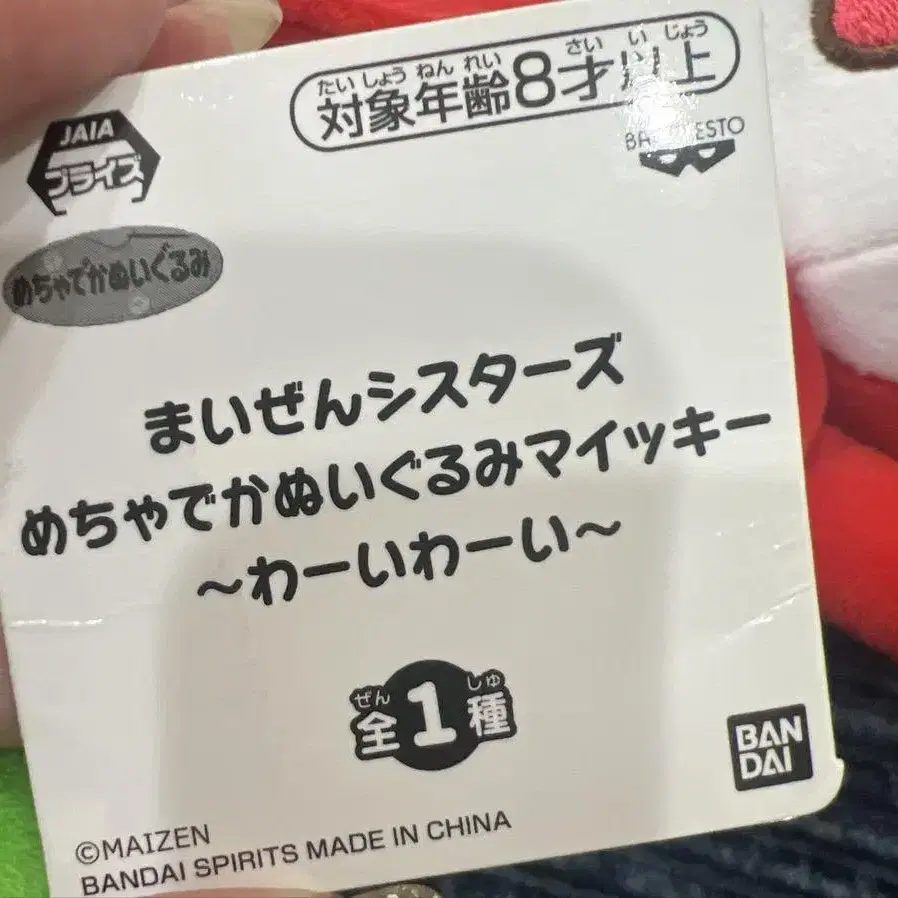 たいしょうねんれい さいいじょう
対象年齢8才以上
JAIA
プライズ
BANPRESTO
めちゃでかぬいぐるみ
まいぜんシスターズ
めちゃでかぬいぐるみマイッキー
～わーいわーい～
ぜん しゅ
全1種
BAN
DAI
©MAIZEN
BANDAI SPIRITS MADE IN CHINA